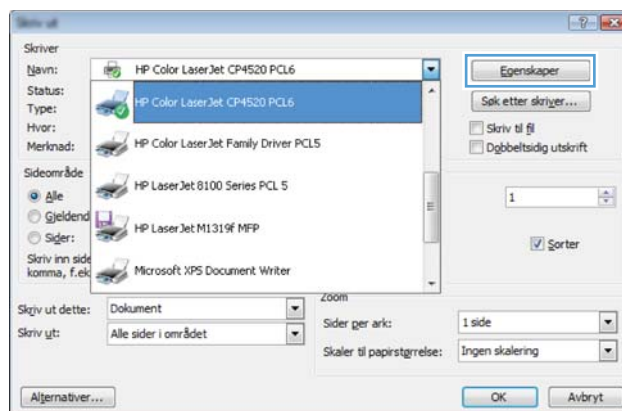 Skriv ut
Skriver
Navn: HP Color LaserJet CP4520 PCL6 Egenskaper
Status: HP Color LaserJet CP4520 PCL6 Søk etter skriver...
Type:
Hvor: HP Color LaserJet Family Driver PCL5 Skriv til fil
Merknad: Dobbeltsidig utskrift
Sideområde HP LaserJet 8100 Series PCL 5
Alle 1
Gjeldend HP LaserJet M1319f MFP
Sider: Sorter
Skriv inn side Microsoft XPS Document Writer
komma, f.ek
Skriv ut dette: Dokument Zoom
Sider per ark: 1 side
Skriv ut: Alle sider i området
Skaler til papirstørrelse: Ingen skalering
Alternativer... OK Avbryt